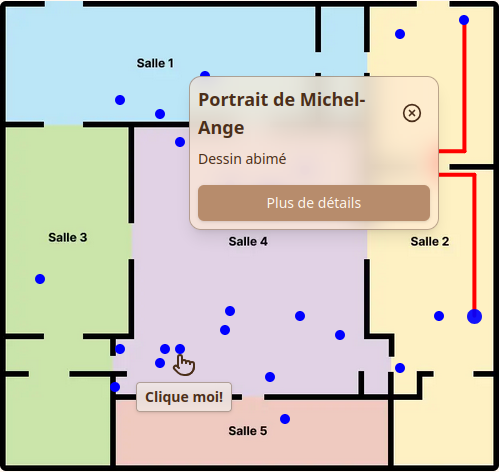 Salle 1
Portrait de Michel-
Ange
Dessin abimé
Plus de détails
Salle 3
Salle 4
Salle 2
Clique moi!
Salle 5